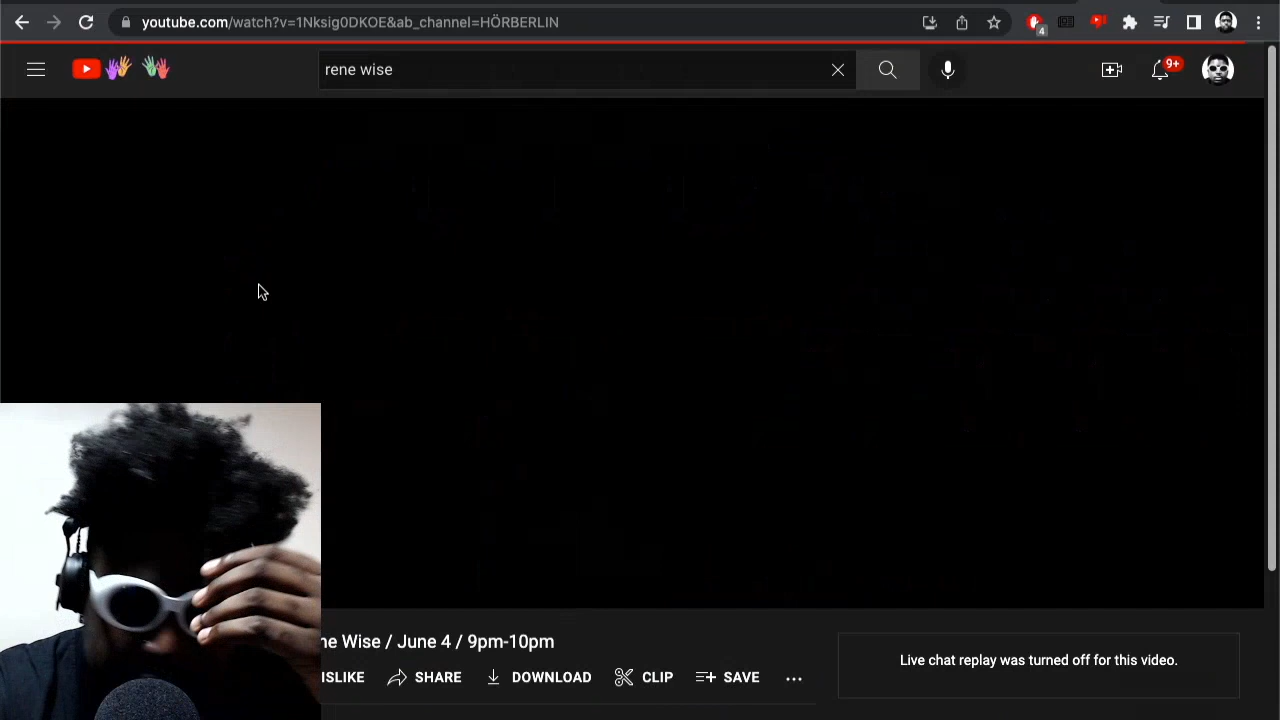 youtube.com/watch?v=1Nksig0DKOE&ab_channel=HÖRBERLIN
4
rene wise
9+
ne Wise / June 4 / 9pm-10pm
Live chat replay was turned off for this video.
ISLIKE SHARE DOWNLOAD CLIP SAVE